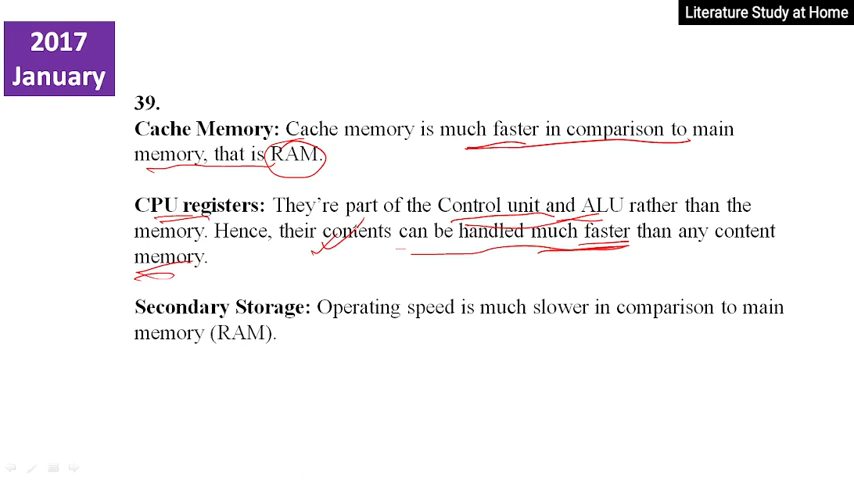 Literature Study at Home
2017
January
39.
Cache Memory: Cache memory is much faster in comparison to main
memory, that is RAM.
CPU registers: They're part of the Control unit and ALU rather than the
memory. Hence, their contents can be handled much faster than any content
memory.
Secondary Storage: Operating speed is much slower in comparison to main
memory (RAM).